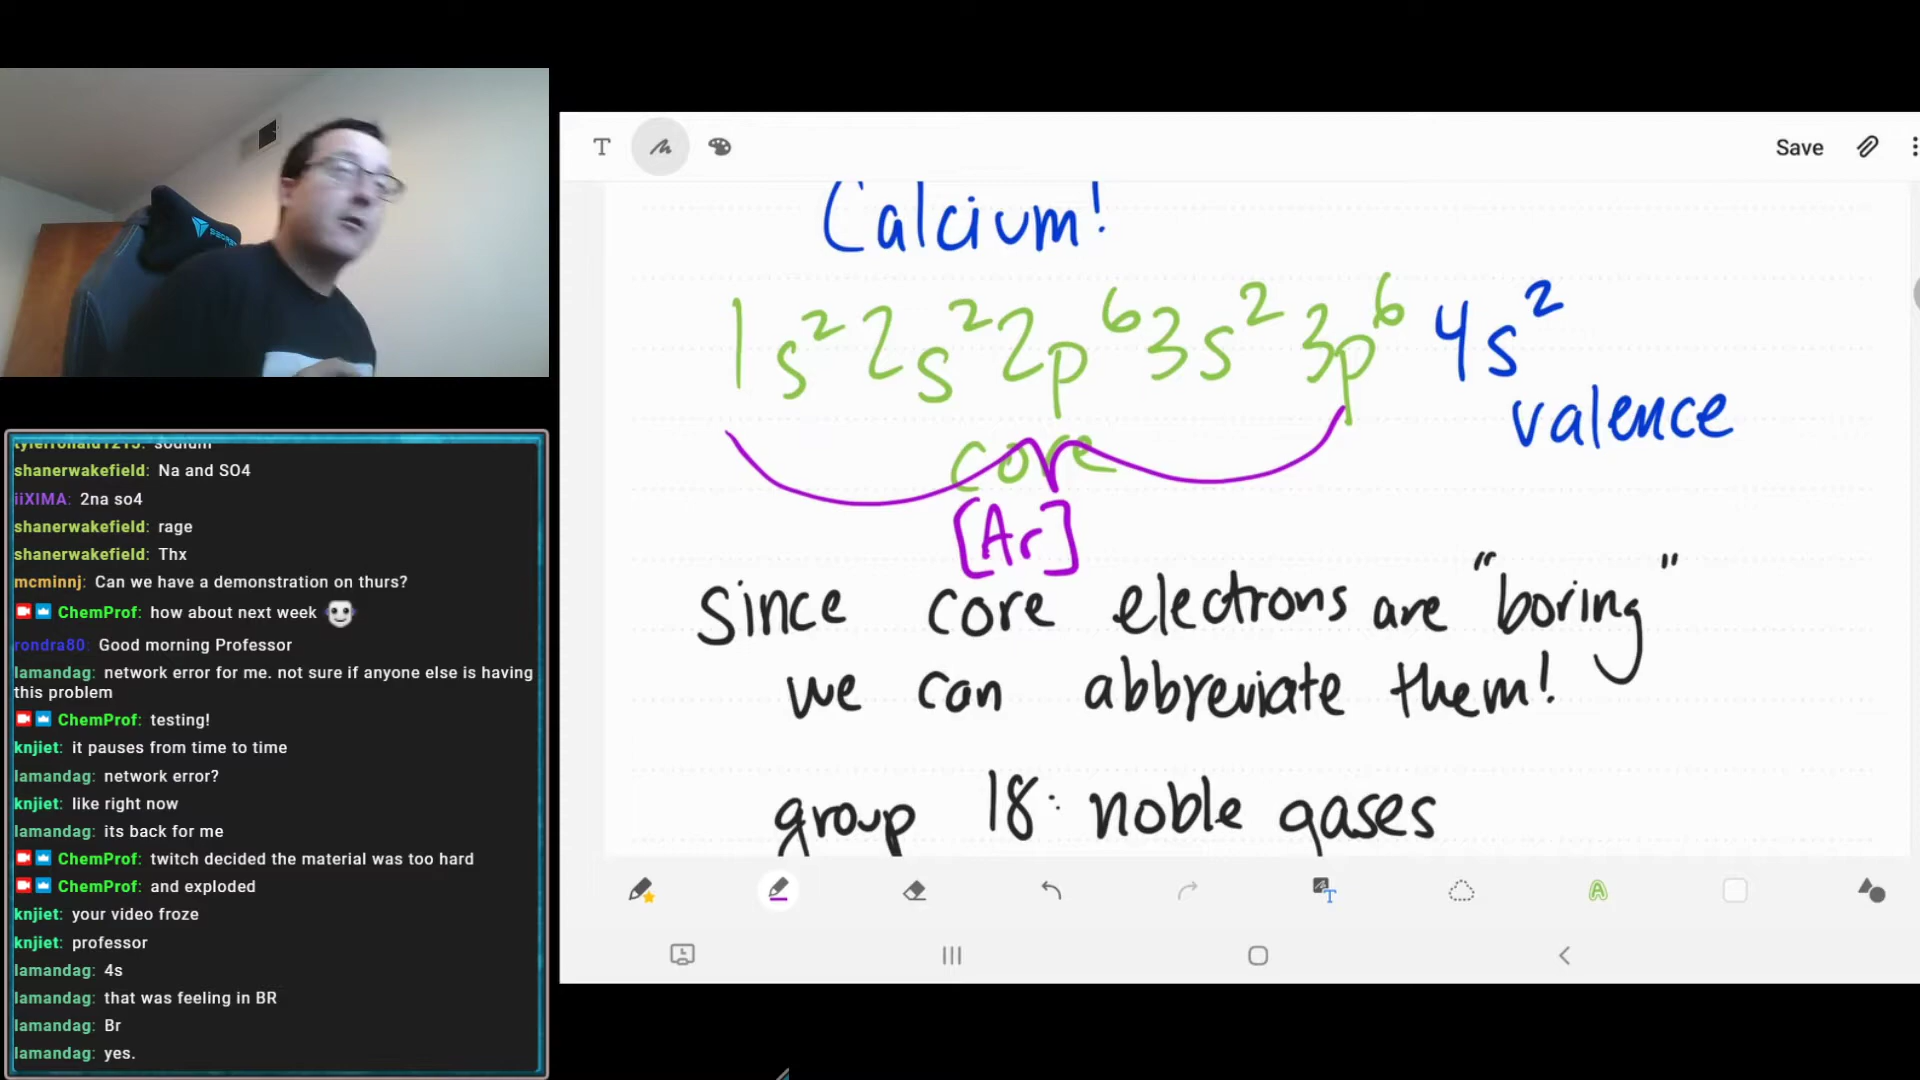 Save
Calcium!
1s² 2s² 2p⁶ 3s² 3p⁶ 4s²
valence
core
[Ar]
Since core electrons are "boring"
we can abbreviate them!
group 18: noble gases
shanerwakefield: Na and SO4
iiXIMA: 2na so4
shanerwakefield: rage
shanerwakefield: Thx
mcminnj: Can we have a demonstration on thurs?
ChemProf: how about next week
rondra80: Good morning Professor
lamandag: network error for me. not sure if anyone else is having
this problem
ChemProf: testing!
knjiet: it pauses from time to time
lamandag: network error?
knjiet: like right now
lamandag: its back for me
ChemProf: twitch decided the material was too hard
ChemProf: and exploded
knjiet: your video froze
knjiet: professor
lamandag: 4s
lamandag: that was feeling in BR
lamandag: Br
lamandag: yes.